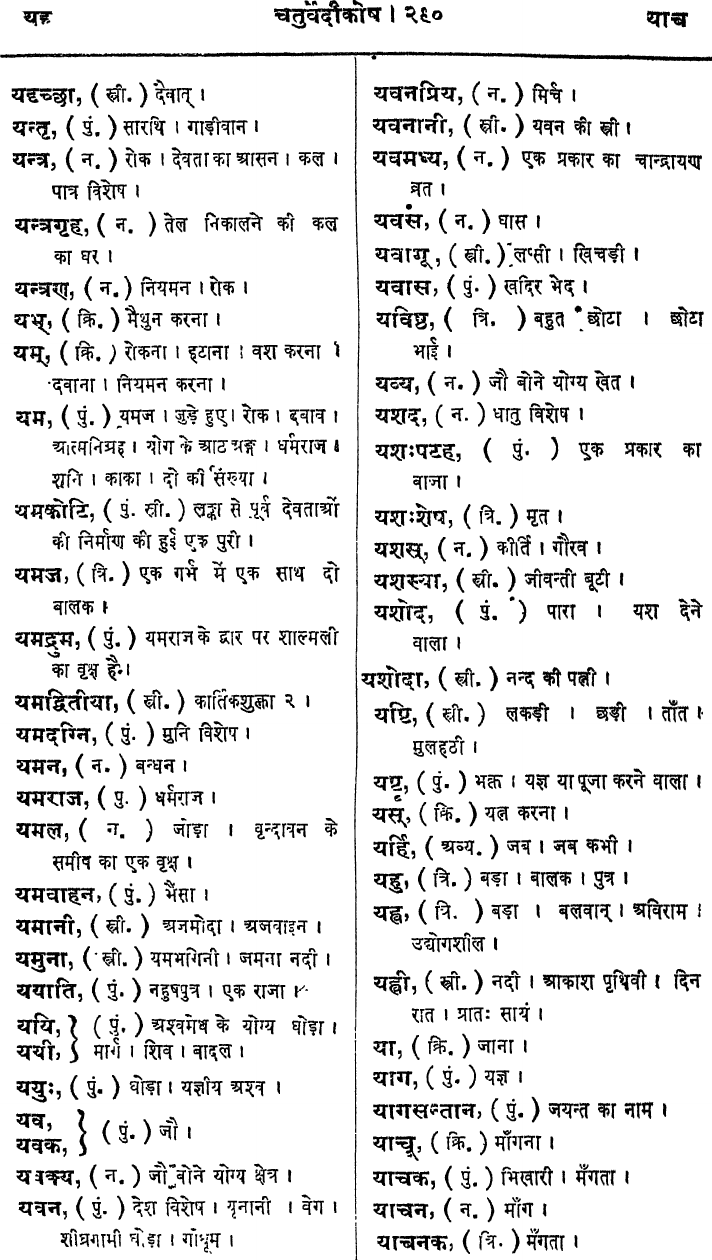 यह चतुर्वेदीकोष । २९० याच
यदृच्छा, ( स्त्री. ) दैवात् ।
यन्तृ, ( पुं. ) सारथि । गाड़ीवान ।
यन्त्र, ( न. ) रोक । देवता का आसन । कल ।
पात्र विशेष ।
यन्त्रगृह, ( न. ) तेल निकालने की कल
का घर ।
यन्त्रण, ( न. ) नियमन । रोक ।
यभ्, ( क्रि. ) मैथुन करना ।
यम्, ( क्रि. ) रोकना । हटाना । वश करना ।
दबाना । नियमन करना ।
यम, ( पुं. ) यमज । जुड़े हुए । रोक । दबाव ।
आत्मनिग्रह । योग के आठ अङ्ग । धर्मराज ।
शनि । काका । दो की संख्या ।
यमकोटि, ( पुं. स्त्री. ) लङ्का से पूर्व देवताओं
की निर्माण की हुई एक पुरी ।
यमज, ( त्रि. ) एक गर्भ में एक साथ दो
बालक ।
यमद्रुम, ( पुं. ) यमराज के द्वार पर शाल्मली
का वृक्ष है ।
यमद्वितीया, ( स्त्री. ) कार्तिकशुक्ला २ ।
यमदग्नि, ( पुं. ) मुनि विशेष ।
यमन, ( न. ) बन्धन ।
यमराज, ( पु. ) धर्मराज ।
यमल, ( न. ) जोड़ा । वृन्दावन के
समीष का एक वृक्ष ।
यमवाहन, ( पुं. ) भैंसा ।
यमानी, ( स्त्री. ) अजमोदा । अजवाइन ।
यमुना, ( स्त्री. ) यमभगिनी । जमना नदी ।
ययाति, ( पुं. ) नहुषपुत्र । एक राजा ।
ययि, } ( पुं. ) अश्वमेध के योग्य घोड़ा ।
ययी, } मार्ग । शिव । बादल ।
ययुः, ( पुं. ) घोड़ा । यज्ञीय अश्व ।
यव,
यवक, } ( पुं. ) जौ ।
यवक्य, ( न. ) जौ बोने योग्य क्षेत्र ।
यवन, ( पुं. ) देश विशेष । यूनानी । वेग ।
शीघ्रगामी घोड़ा । गोधूम ।
यवनप्रिय, ( न. ) मिर्च ।
यवनानी, ( स्त्री. ) यवन की स्त्री ।
यवमध्य, ( न. ) एक प्रकार का चान्द्रायण
व्रत ।
यवस, ( न. ) घास ।
यवागू, ( स्त्री. ) लप्सी । खिचड़ी ।
यवास, ( पुं. ) खदिर भेद ।
यविष्ठ, ( त्रि. ) बहुत छोटा । छोटा
भाई ।
यव्य, ( न. ) जौ बोने योग्य खेत ।
यशद, ( न. ) धातु विशेष ।
यशःपटह, ( पुं. ) एक प्रकार का
बाजा ।
यशःशेष, ( त्रि. ) मृत ।
यशस्, ( न. ) कीर्ति । गौरव ।
यशस्या, ( स्त्री. ) जीवन्ती बूटी ।
यशोद, ( पुं. ) पारा । यश देने
वाला ।
यशोदा, ( स्त्री. ) नन्द की पत्नी ।
यष्टि, ( स्त्री. ) लकड़ी । छड़ी । ताँत ।
मुलहठी ।
यष्टृ, ( पुं. ) भक्त । यज्ञ या पूजा करने वाला ।
यस्, ( क्रि. ) यत्न करना ।
यर्हि, ( अव्य. ) जब । जब कभी ।
यहु, ( त्रि. ) बड़ा । बालक । पुत्र ।
यह्व, ( त्रि. ) बड़ा । बलवान् । अविराम ।
उद्योगशील ।
यह्वी, ( स्त्री. ) नदी । आकाश पृथिवी । दिन
रात । प्रातः सायं ।
या, ( क्रि. ) जाना ।
याग, ( पुं. ) यज्ञ ।
यागसन्तान, ( पुं. ) जयन्त का नाम ।
याचृ, ( क्रि. ) माँगना ।
याचक, ( पुं. ) भिखारी । मँगता ।
याचन, ( न. ) माँग ।
याचनक, ( त्रि. ) मँगता ।